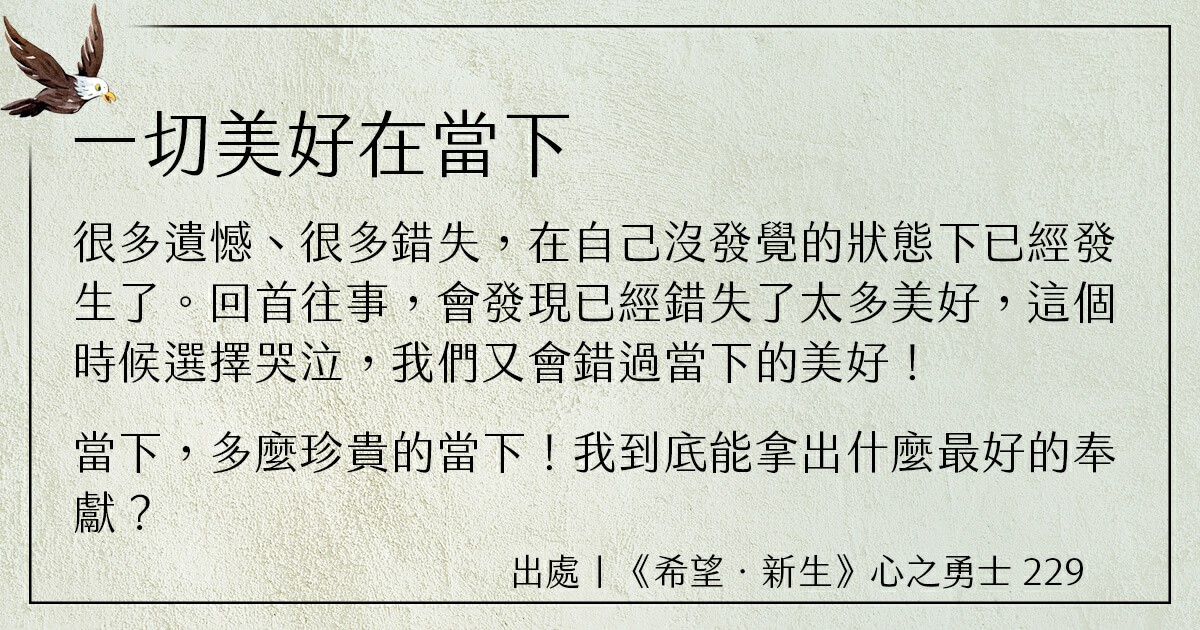 一切美好在當下
很多遺憾、很多錯失，在自己沒發覺的狀態下已經發
生了。回首往事，會發現已經錯失了太多美好，這個
時候選擇哭泣，我們又會錯過當下的美好！
當下，多麼珍貴的當下！我到底能拿出什麼最好的奉
獻？
出處｜《希望．新生》心之勇士 229